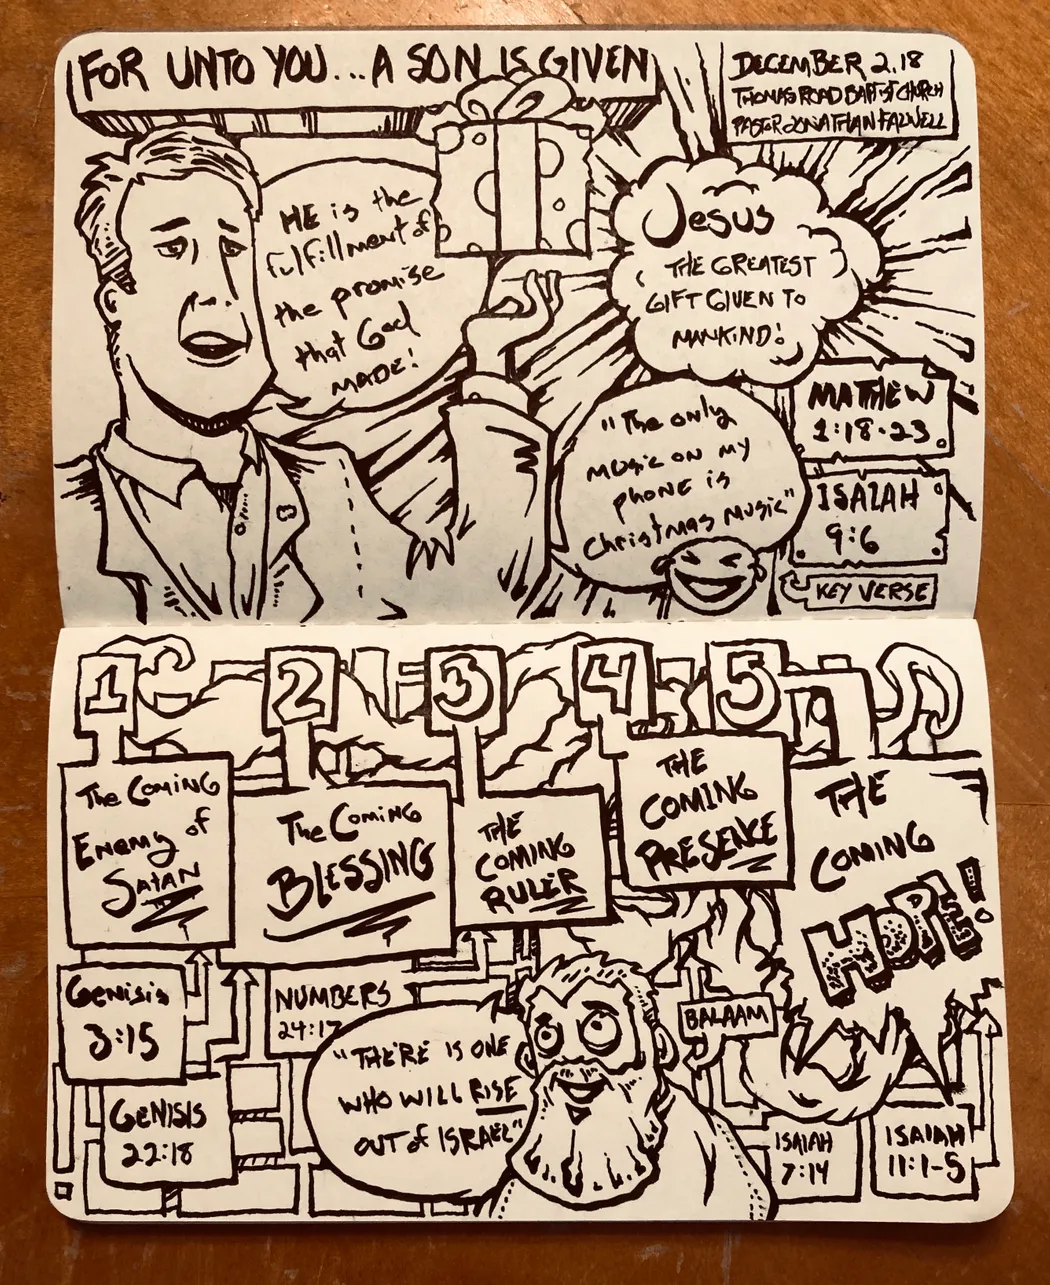 FOR UNTO YOU...A SON IS GIVEN
DECEMBER 2.18
THOMAS ROAD BAPTIST CHURCH
PASTOR JONATHAN FALWELL
HE is the
fulfillment of
the promise
that God
MADE!
Jesus
THE GREATEST
GIFT GIVEN TO
MANKIND!
"The only
music on my
phone is
Christmas Music"
MATTHEW
1:18-23
ISAIAH
9:6
KEY VERSE
1
2
3
4
5
The COMING
Enemy of
SATAN
The COMING
BLESSING
THE
COMING
RULER
THE
COMING
PRESENCE
THE
COMING
HOPE!
Genisis
3:15
GENISIS
22:18
NUMBERS
24:17
"THERE IS ONE
WHO WILL RISE
OUT of ISRAEL"
BALAAM
ISAIAH
7:14
ISAIAH
11:1-5